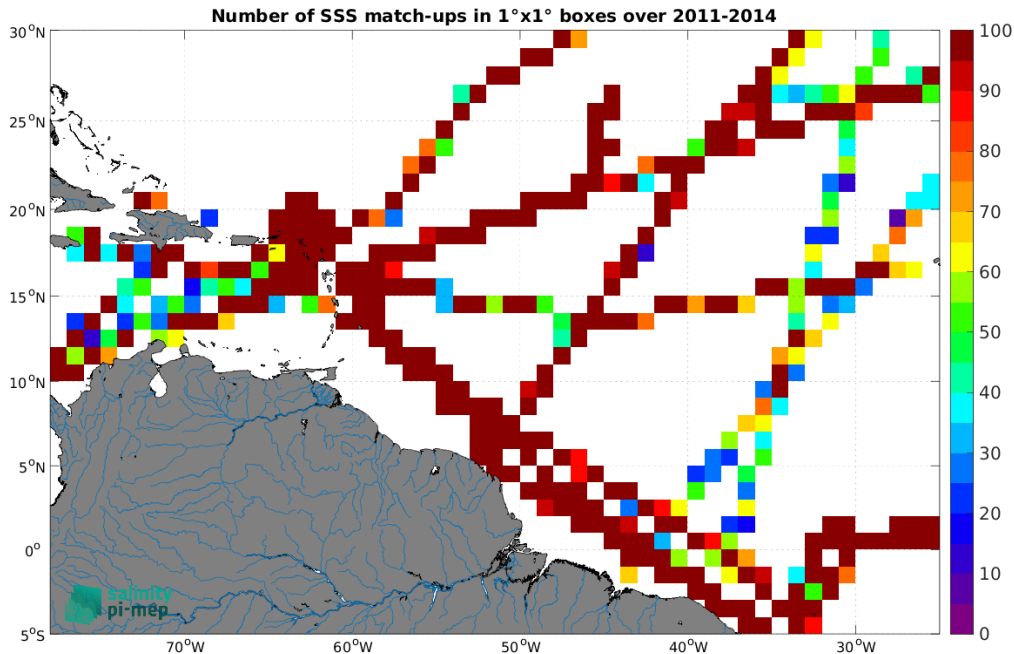 Number of SSS match-ups in 1°x1° boxes over 2011-2014
30°N
25°N
20°N
15°N
10°N
5°N
0°
5°S
70°W
60°W
50°W
40°W
30°W
100
90
80
70
60
50
40
30
20
10
0
salinity
pi-mep